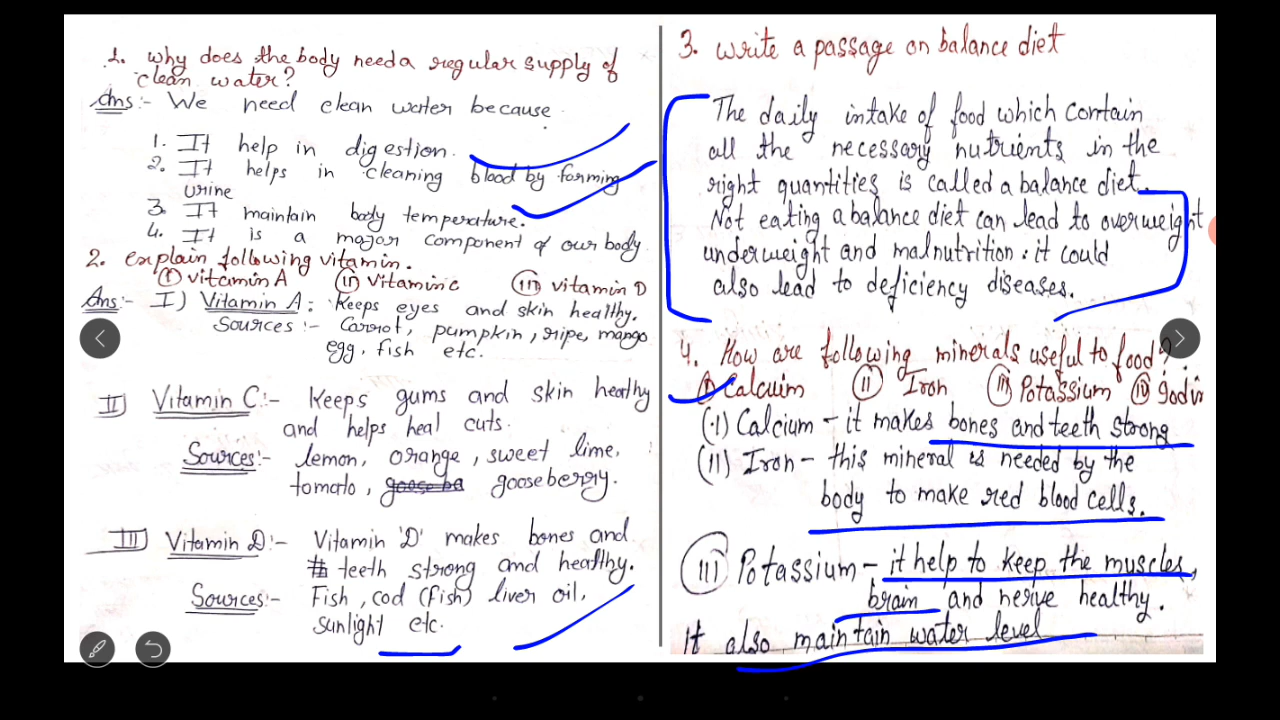 1. why does the body need a regular supply of
clean water?
Ans:- We need clean water because.
1. It help in digestion.
2. It helps in cleaning blood by forming
urine
3. It maintain body temperature.
4. It is a major component of our body
2. explain following vitamin.
(I) vitamin A (II) vitamin c (III) vitamin D
Ans:- I) Vitamin A: Keeps eyes and skin healthy.
Sources:- Carrot, pumpkin, ripe, mango
egg, fish etc.
II Vitamin C:- Keeps gums and skin healthy
and helps heal cuts.
Sources:- lemon, orange, sweet lime,
tomato, gooseberry.
III Vitamin D:- Vitamin 'D' makes bones and
teeth strong and healthy.
Sources:- Fish, cod (fish) liver oil,
sunlight etc.
3. write a passage on balance diet
The daily intake of food which contain
all the necessary nutrients in the
right quantities is called a balance diet.
Not eating a balance diet can lead to overweight
underweight and malnutrition. it could
also lead to deficiency diseases.
4. How are following minerals useful to food?
(I) Calcuim (II) Iron (III) Potassium (IV)
(I) Calcium - it makes bones and teeth strong
(II) Iron - this mineral is needed by the
body to make red blood cells.
(III) Potassium - it help to keep the muscles,
brain and nerve healthy.
It also maintain water level